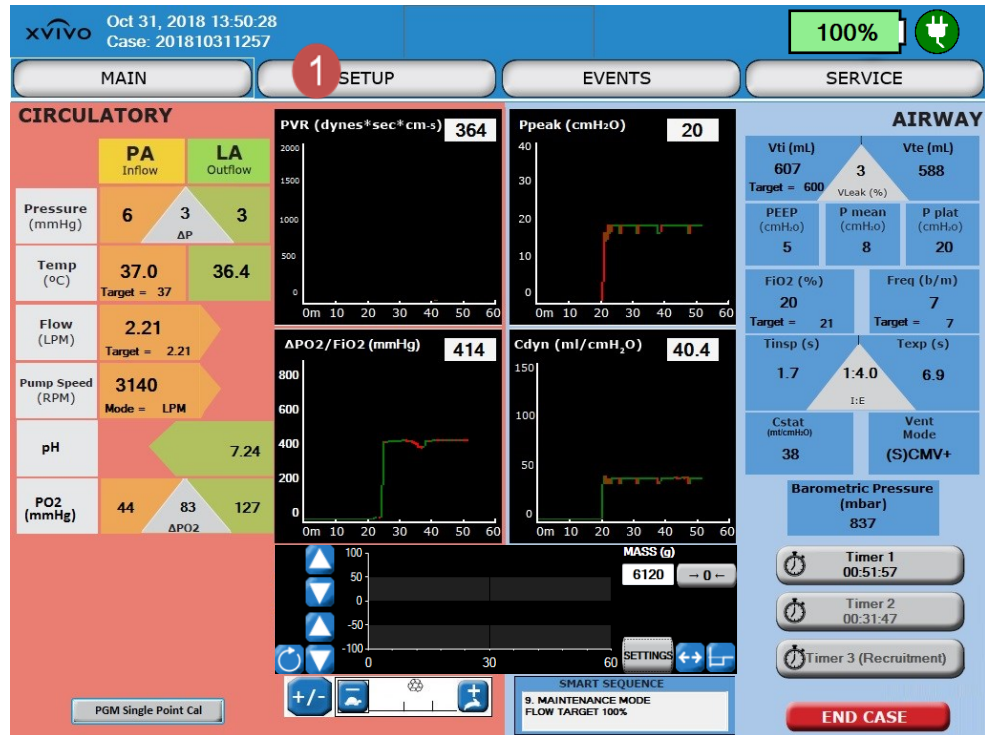 xvivo
Oct 31, 2018 13:50:28
Case: 201810311257
100%
MAIN
1
SETUP
EVENTS
SERVICE
CIRCULATORY
PA
Inflow
LA
Outflow
Pressure
(mmHg)
6
3
ΔP
3
Temp
(ºC)
37.0
Target = 37
36.4
Flow
(LPM)
2.21
Target = 2.21
Pump Speed
(RPM)
3140
Mode = LPM
pH
7.24
PO2
(mmHg)
44
83
ΔPO2
127
PGM Single Point Cal
PVR (dynes*sec*cm-5) 364
2000
1500
1000
500
0
0m 10 20 30 40 50 60
Ppeak (cmH₂O) 20
40
30
20
10
0
0m 10 20 30 40 50 60
ΔPO2/FiO2 (mmHg) 414
800
600
400
200
0
0m 10 20 30 40 50 60
Cdyn (ml/cmH₂O) 40.4
150
100
50
0
0m 10 20 30 40 50 60
100
50
0
-50
-100
0 30 60
MASS (g)
6120
→ 0 ←
SETTINGS
+/-
SMART SEQUENCE
9. MAINTENANCE MODE
FLOW TARGET 100%
AIRWAY
Vti (mL)
607
Target = 600
3
VLeak (%)
Vte (mL)
588
PEEP
(cmH₂O)
5
P mean
(cmH₂O)
8
P plat
(cmH₂O)
20
FiO2 (%)
20
Target = 21
Freq (b/m)
7
Target = 7
Tinsp (s)
1.7
1:4.0
I:E
Texp (s)
6.9
Cstat
(ml/cmH₂O)
38
Vent
Mode
(S)CMV+
Barometric Pressure
(mbar)
837
Timer 1
00:51:57
Timer 2
00:31:47
Timer 3 (Recruitment)
END CASE